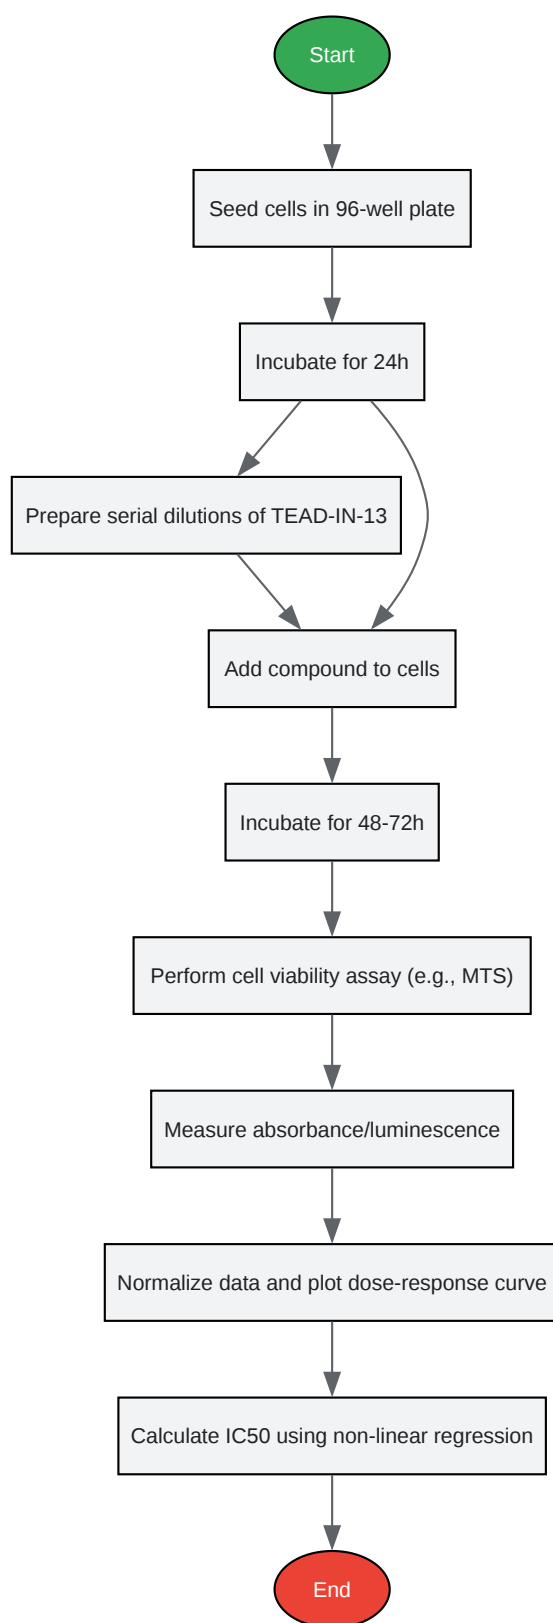 Start
Seed cells in 96-well plate
Incubate for 24h
Prepare serial dilutions of TEAD-IN-13
Add compound to cells
Incubate for 48-72h
Perform cell viability assay (e.g., MTS)
Measure absorbance/luminescence
Normalize data and plot dose-response curve
Calculate IC50 using non-linear regression
End